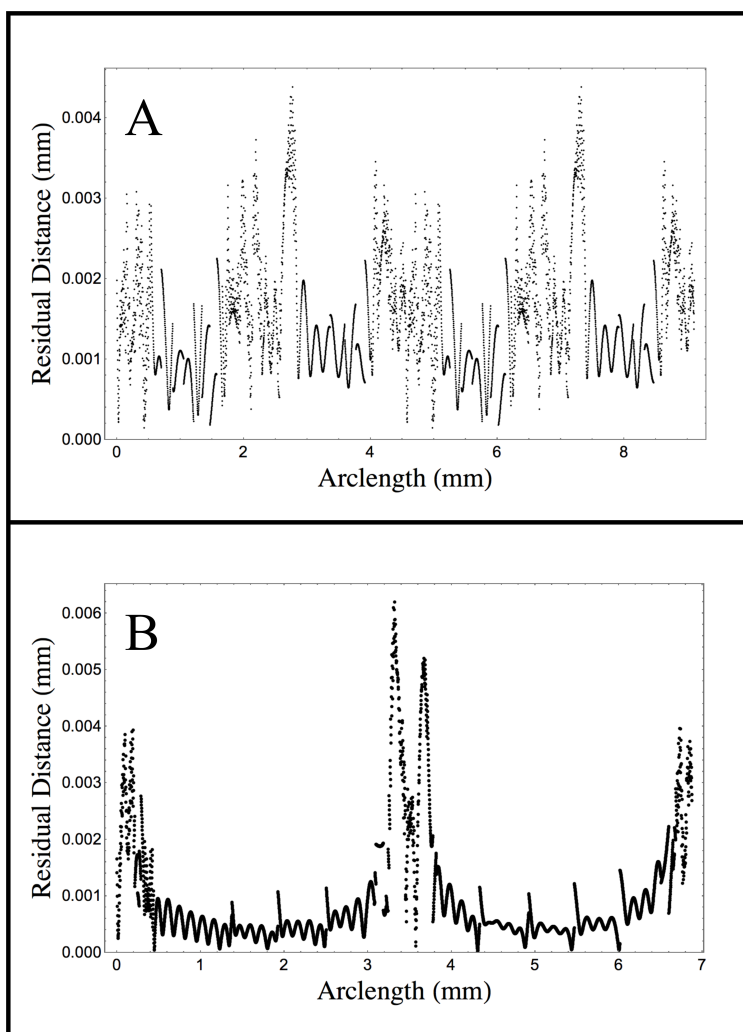 A
Residual Distance (mm)
0.004
0.003
0.002
0.001
0.000
0 2 4 6 8
Arclength (mm)
B
Residual Distance (mm)
0.006
0.005
0.004
0.003
0.002
0.001
0.000
0 1 2 3 4 5 6 7
Arclength (mm)